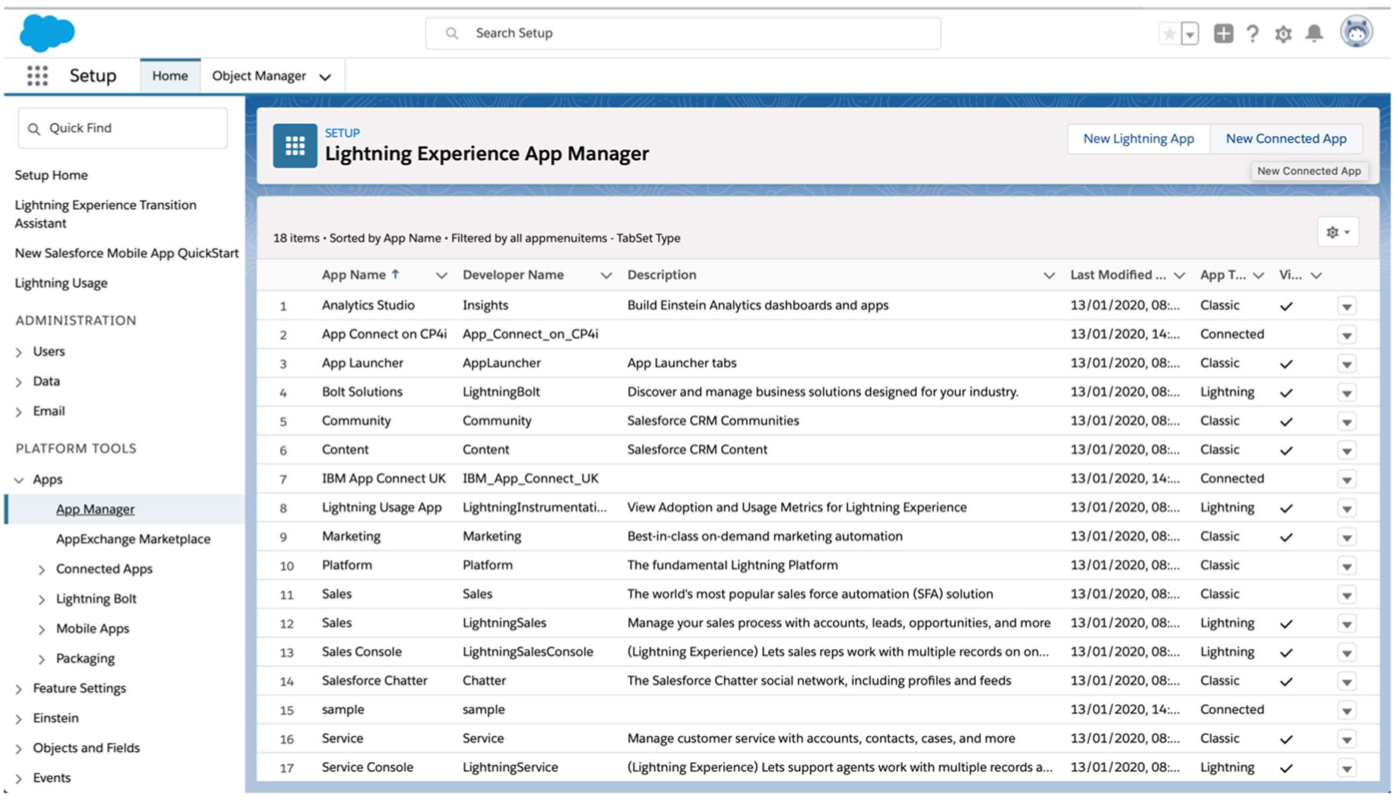 Search Setup
Setup
Home
Object Manager
Quick Find
Setup Home
Lightning Experience Transition
Assistant
New Salesforce Mobile App QuickStart
Lightning Usage
ADMINISTRATION
Users
Data
Email
PLATFORM TOOLS
Apps
App Manager
AppExchange Marketplace
Connected Apps
Lightning Bolt
Mobile Apps
Packaging
Feature Settings
Einstein
Objects and Fields
Events
SETUP
Lightning Experience App Manager
New Lightning App
New Connected App
New Connected App
18 items • Sorted by App Name • Filtered by all appmenuitems - TabSet Type
App Name ↑ Developer Name Description Last Modified ... App T... Vi...
1 Analytics Studio Insights Build Einstein Analytics dashboards and apps 13/01/2020, 08:... Classic ✓
2 App Connect on CP4i App_Connect_on_CP4i 13/01/2020, 14:... Connected
3 App Launcher AppLauncher App Launcher tabs 13/01/2020, 08:... Classic ✓
4 Bolt Solutions LightningBolt Discover and manage business solutions designed for your industry. 13/01/2020, 08:... Lightning ✓
5 Community Community Salesforce CRM Communities 13/01/2020, 08:... Classic ✓
6 Content Content Salesforce CRM Content 13/01/2020, 08:... Classic ✓
7 IBM App Connect UK IBM_App_Connect_UK 13/01/2020, 14:... Connected
8 Lightning Usage App LightningInstrumentati... View Adoption and Usage Metrics for Lightning Experience 13/01/2020, 08:... Lightning ✓
9 Marketing Marketing Best-in-class on-demand marketing automation 13/01/2020, 08:... Classic ✓
10 Platform Platform The fundamental Lightning Platform 13/01/2020, 08:... Classic
11 Sales Sales The world's most popular sales force automation (SFA) solution 13/01/2020, 08:... Classic
12 Sales LightningSales Manage your sales process with accounts, leads, opportunities, and more 13/01/2020, 08:... Lightning ✓
13 Sales Console LightningSalesConsole (Lightning Experience) Lets sales reps work with multiple records on on... 13/01/2020, 08:... Lightning ✓
14 Salesforce Chatter Chatter The Salesforce Chatter social network, including profiles and feeds 13/01/2020, 08:... Classic ✓
15 sample sample 13/01/2020, 14:... Connected
16 Service Service Manage customer service with accounts, contacts, cases, and more 13/01/2020, 08:... Classic ✓
17 Service Console LightningService (Lightning Experience) Lets support agents work with multiple records a... 13/01/2020, 08:... Lightning ✓